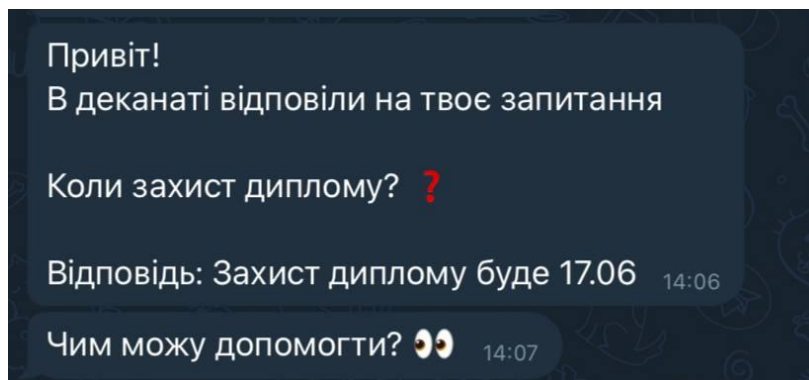 Привіт!
В деканаті відповіли на твоє запитання
Коли захист диплому? ❓
Відповідь: Захист диплому буде 17.06 14:06
Чим можу допомогти? 👀 14:07